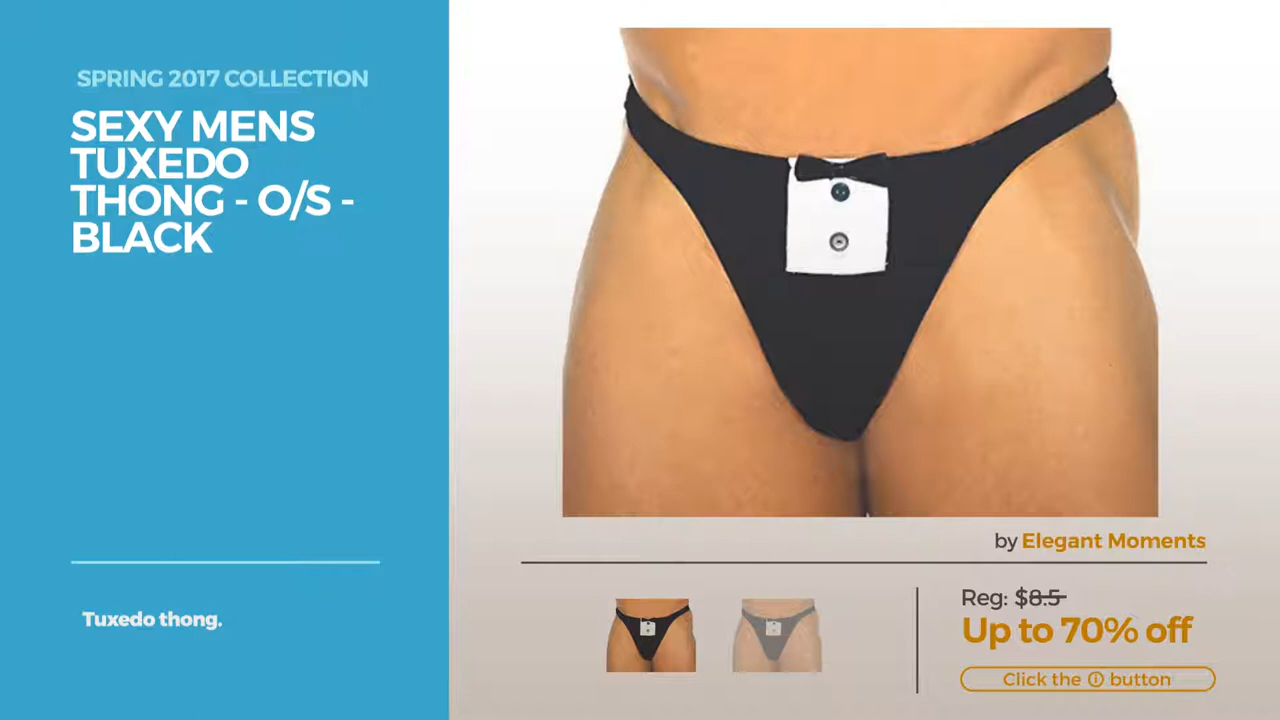 SPRING 2017 COLLECTION
SEXY MENS
TUXEDO
THONG - O/S -
BLACK
Tuxedo thong.
by Elegant Moments
Reg: $8.5
Up to 70% off
Click the ⓘ button